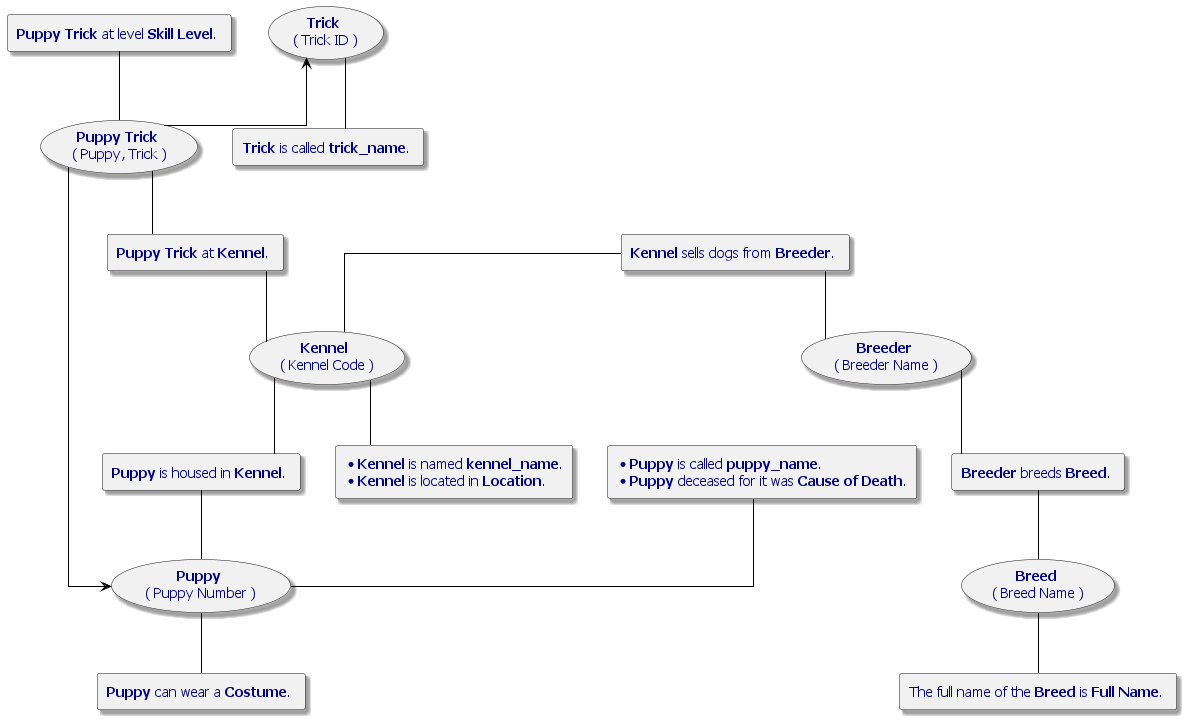 Puppy Trick at level Skill Level.
Trick
( Trick ID )
Puppy Trick
( Puppy, Trick )
Trick is called trick_name.
Puppy Trick at Kennel.
Kennel sells dogs from Breeder.
Kennel
( Kennel Code )
Breeder
( Breeder Name )
Puppy is housed in Kennel.
• Kennel is named kennel_name.
• Kennel is located in Location.
• Puppy is called puppy_name.
• Puppy deceased for it was Cause of Death.
Breeder breeds Breed.
Puppy
( Puppy Number )
Breed
( Breed Name )
Puppy can wear a Costume.
The full name of the Breed is Full Name.